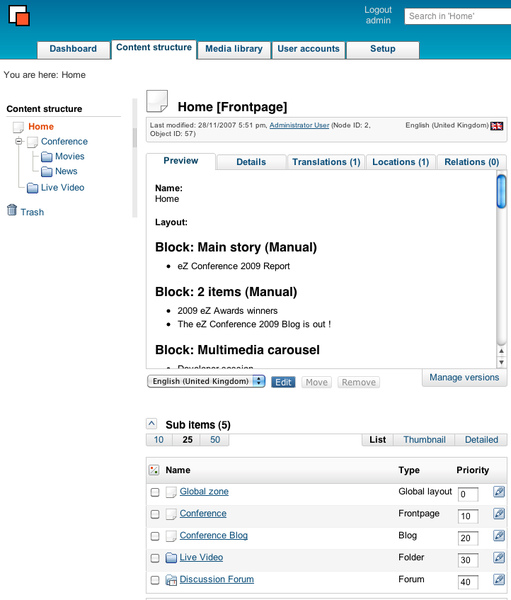 Logout
admin
Search in 'Home'
Dashboard
Content structure
Media library
User accounts
Setup
You are here: Home
Content structure
Home
Conference
Movies
News
Live Video
Trash
Home [Frontpage]
Last modified: 28/11/2007 5:51 pm, Administrator User (Node ID: 2,
Object ID: 57)
English (United Kingdom)
Preview
Details
Translations (1)
Locations (1)
Relations (0)
Name:
Home
Layout:
Block: Main story (Manual)
• eZ Conference 2009 Report
Block: 2 items (Manual)
• 2009 eZ Awards winners
• The eZ Conference 2009 Blog is out !
Block: Multimedia carousel
• Developer session
English (United Kingdom)
Edit
Move
Remove
Manage versions
Sub items (5)
10 25 50
List Thumbnail Detailed
Name Type Priority
Global zone Global layout 0
Conference Frontpage 10
Conference Blog Blog 20
Live Video Folder 30
Discussion Forum Forum 40